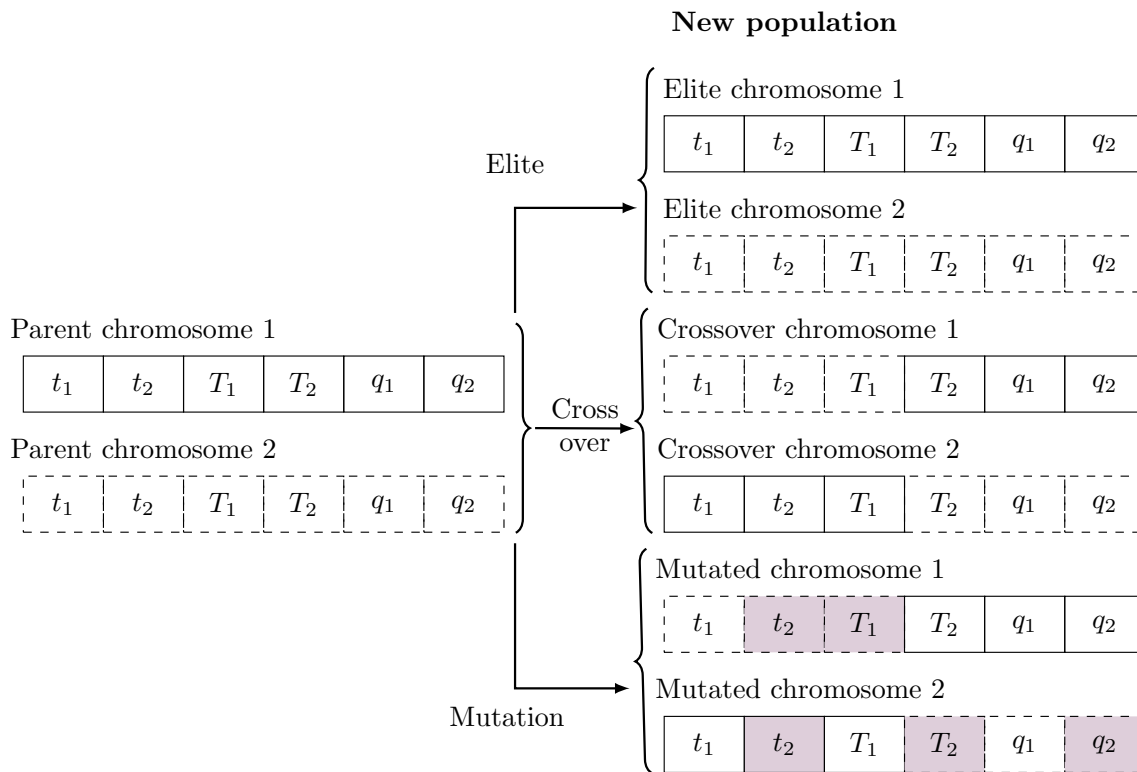 New population
Elite chromosome 1
t₁ t₂ T₁ T₂ q₁ q₂
Elite
Elite chromosome 2
t₁ t₂ T₁ T₂ q₁ q₂
Parent chromosome 1
t₁ t₂ T₁ T₂ q₁ q₂
Parent chromosome 2
t₁ t₂ T₁ T₂ q₁ q₂
Cross
over
Crossover chromosome 1
t₁ t₂ T₁ T₂ q₁ q₂
Crossover chromosome 2
t₁ t₂ T₁ T₂ q₁ q₂
Mutation
Mutated chromosome 1
t₁ t₂ T₁ T₂ q₁ q₂
Mutated chromosome 2
t₁ t₂ T₁ T₂ q₁ q₂